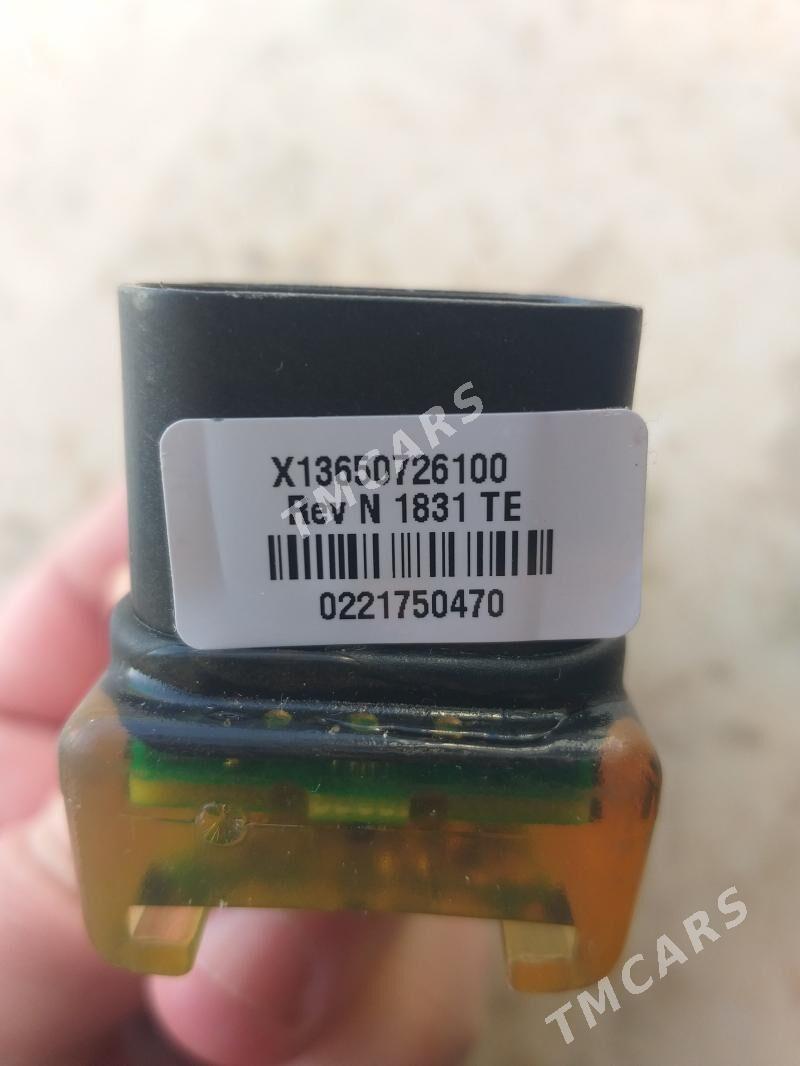 X13650726100
Rev N 1831 TE
0221750470
TMCARS
TMCARS